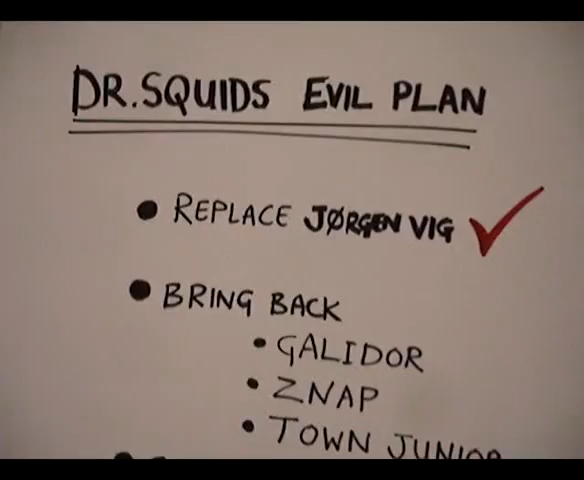 DR. SQUIDS EVIL PLAN
• REPLACE JØRGEN VIG ✓
• BRING BACK
• GALIDOR
• ZNAP
• TOWN JUNIOR